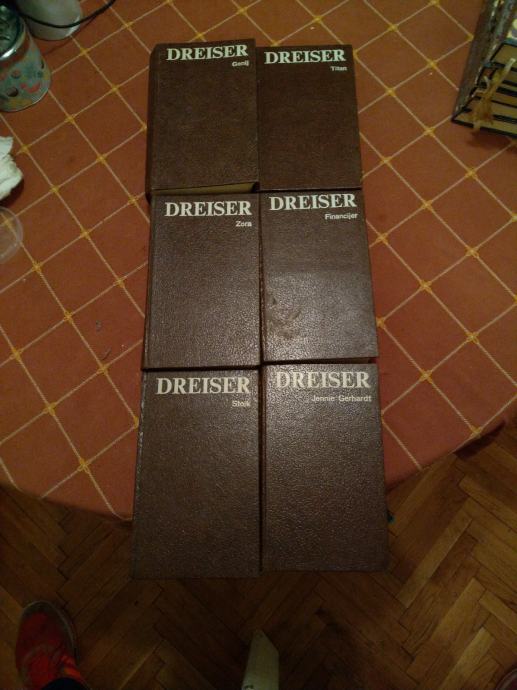 DREISER
Genij
DREISER
Titan
DREISER
Zora
DREISER
Financijer
DREISER
Stoik
DREISER
Jennie Gerhardt